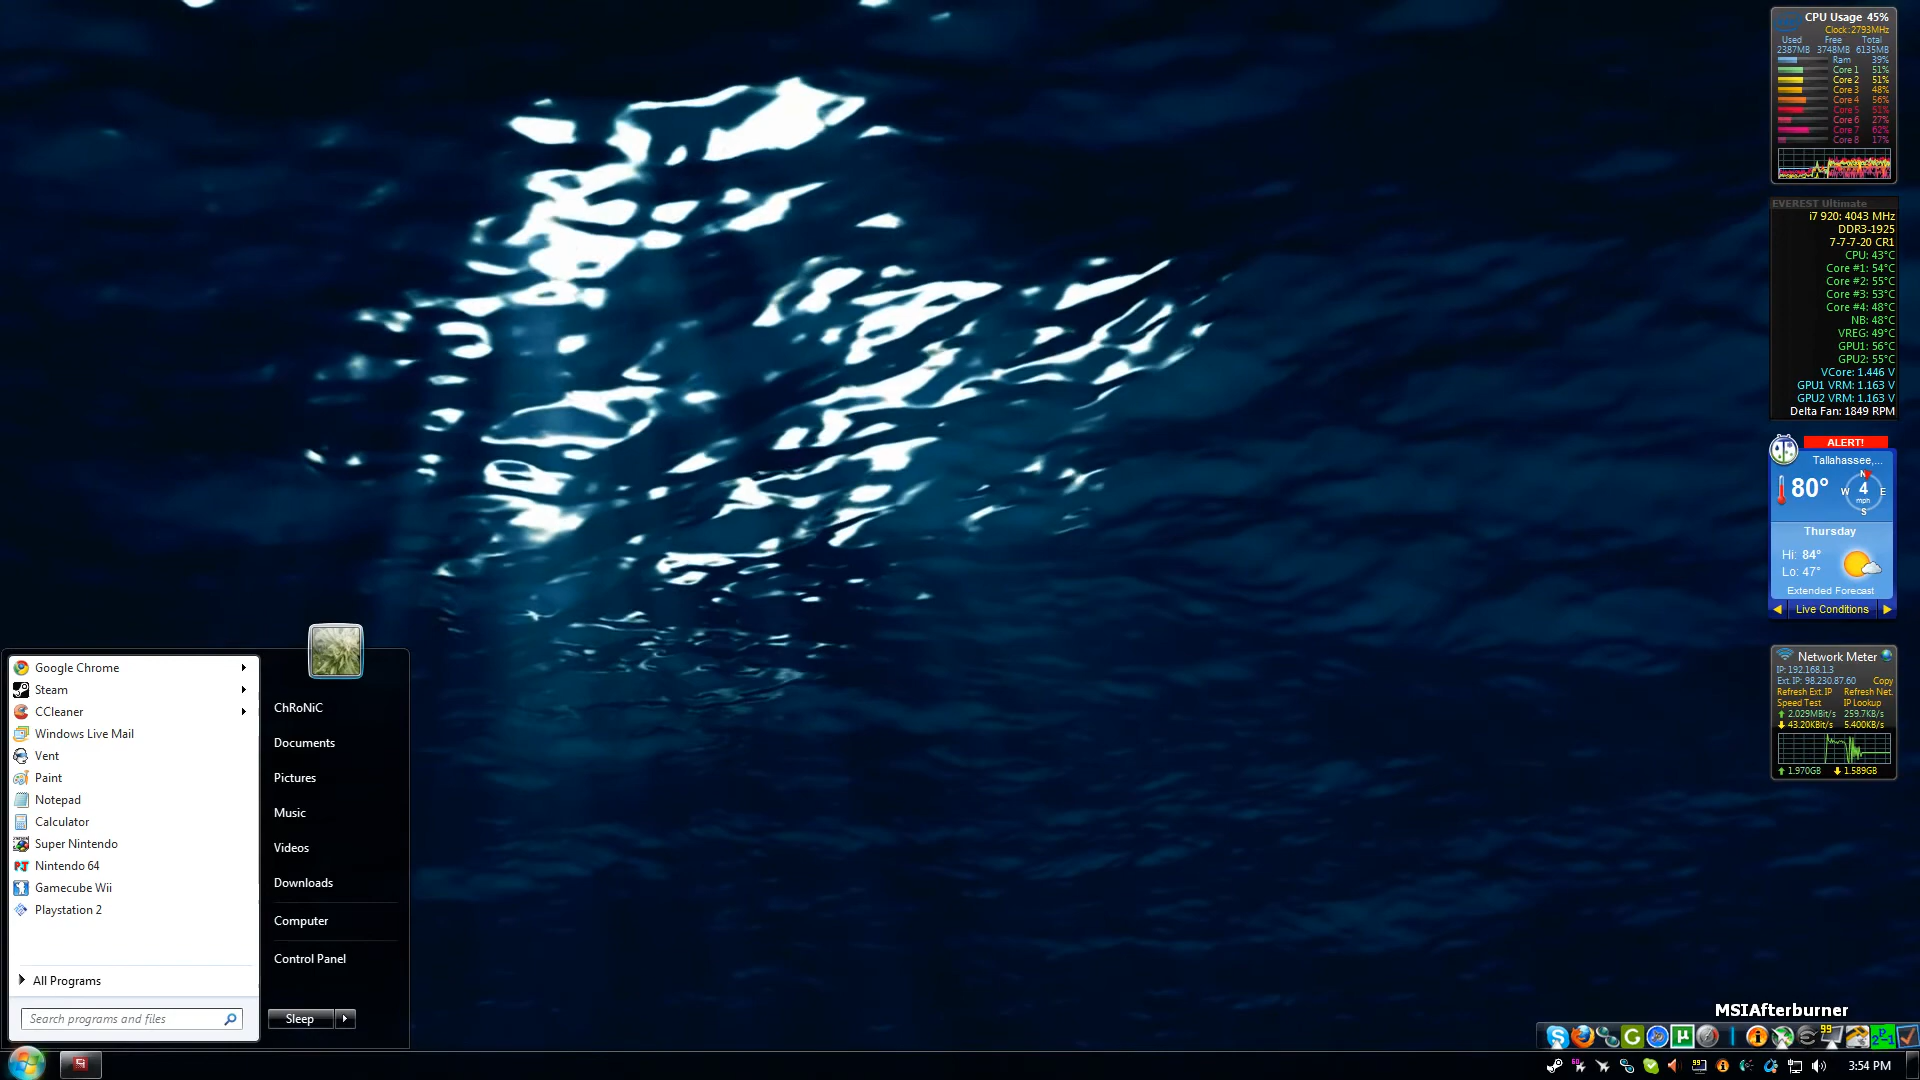 CPU Usage 45%
Clock: 2793MHz
Used Free Total
2387MB 3748MB 6135MB
Ram 39%
Core 1 51%
Core 2 51%
Core 3 48%
Core 4 56%
Core 5 51%
Core 6 27%
Core 7 62%
Core 8 17%
EVEREST Ultimate
i7 920: 4043 MHz
DDR3-1925
7-7-7-20 CR1
CPU: 43°C
Core #1: 54°C
Core #2: 55°C
Core #3: 53°C
Core #4: 48°C
NB: 48°C
VREG: 49°C
GPU1: 56°C
GPU2: 55°C
VCore: 1.446 V
GPU1 VRM: 1.163 V
GPU2 VRM: 1.163 V
Delta Fan: 1849 RPM
ALERT!
Tallahassee,...
80°
N
W 4 E
mph
S
Thursday
Hi: 84°
Lo: 47°
Extended Forecast
Live Conditions
Network Meter
IP: 192.168.1.3
Ext. IP: 98.230.87.60 Copy
Refresh Ext. IP Refresh Net.
Speed Test IP Lookup
2.029MBit/s 259.7KB/s
43.20KBit/s 5.400KB/s
1.970GB 1.589GB
Google Chrome
Steam
CCleaner
Windows Live Mail
Vent
Paint
Notepad
Calculator
Super Nintendo
Nintendo 64
Gamecube Wii
Playstation 2
All Programs
Search programs and files
ChRoNiC
Documents
Pictures
Music
Videos
Downloads
Computer
Control Panel
Sleep
MSIAfterburner
99
3:54 PM